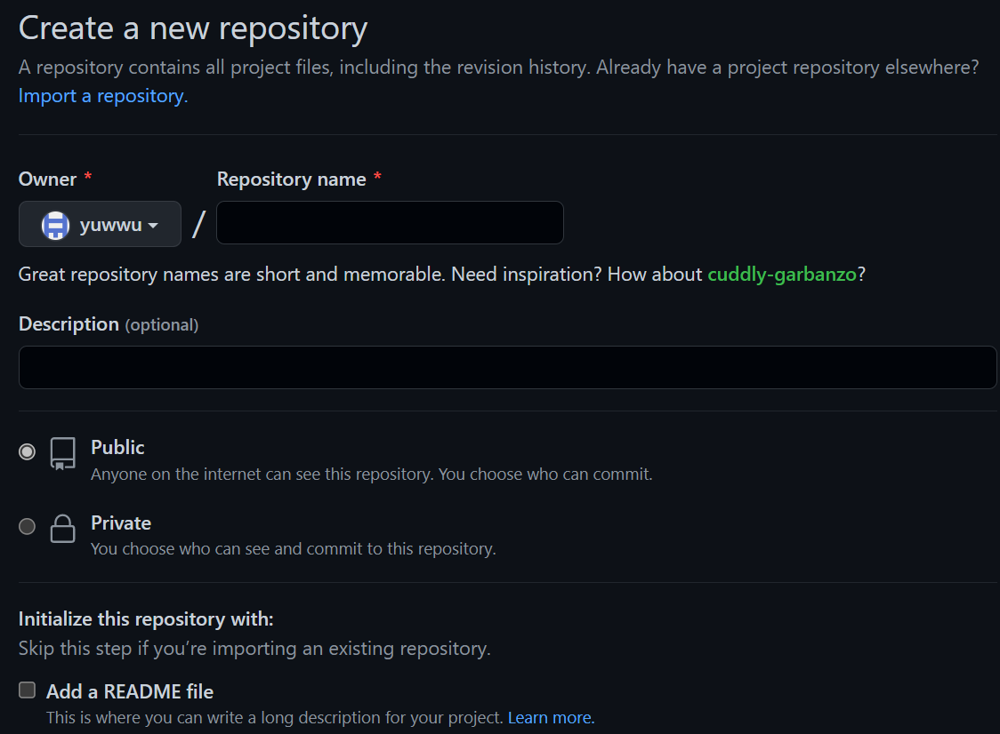 Create a new repository
A repository contains all project files, including the revision history. Already have a project repository elsewhere?
Import a repository.
Owner * Repository name *
yuwwu /
Great repository names are short and memorable. Need inspiration? How about cuddly-garbanzo?
Description (optional)
Public
Anyone on the internet can see this repository. You choose who can commit.
Private
You choose who can see and commit to this repository.
Initialize this repository with:
Skip this step if you’re importing an existing repository.
Add a README file
This is where you can write a long description for your project. Learn more.